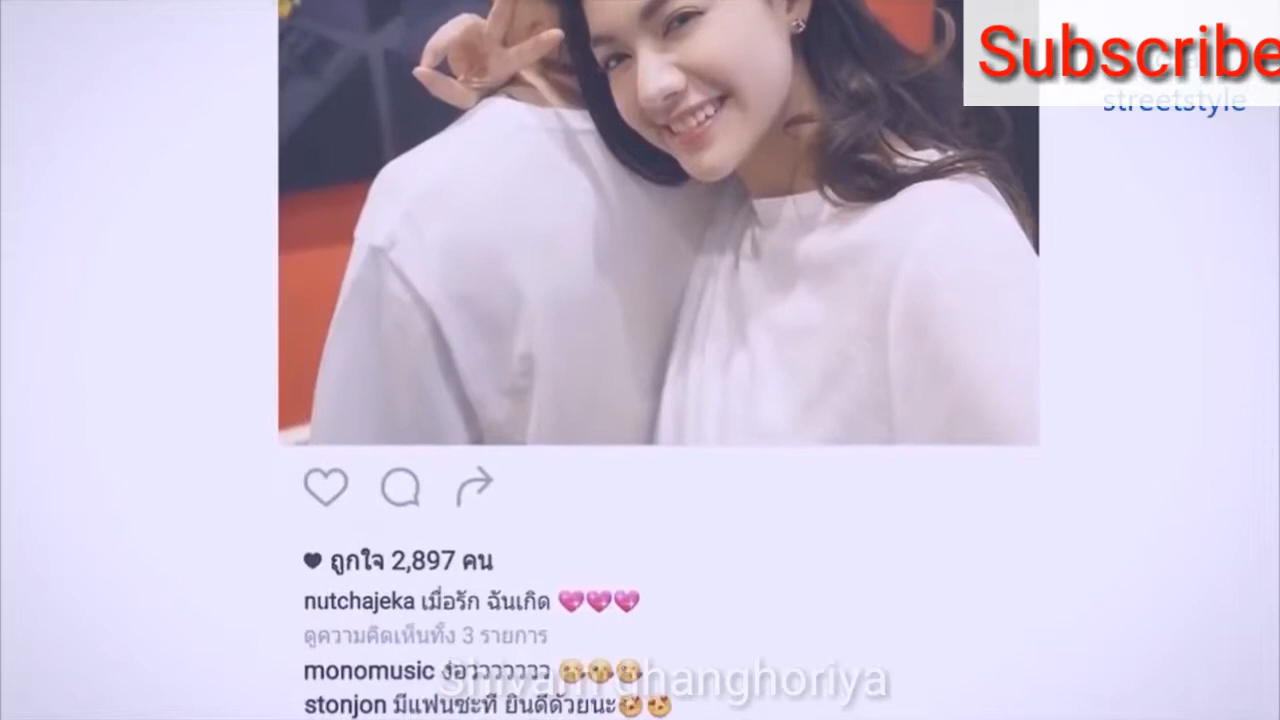 Subscribe
streetstyle
ถูกใจ 2,897 คน
nutchajeka เมื่อรัก ฉันเกิด 💖💖💖
ดูความคิดเห็นทั้ง 3 รายการ
monomusic ง่อววววววว
stonjon มีแฟนซะที ยินดีด้วยนะ😍😍